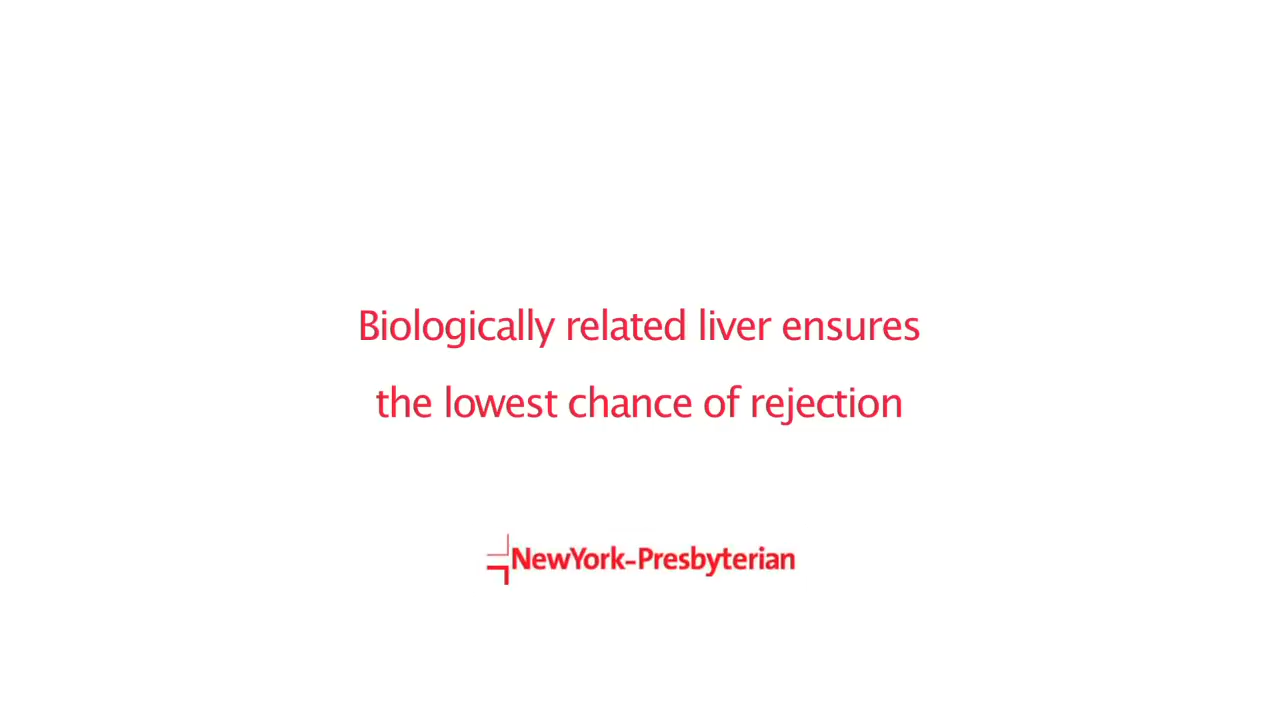 Biologically related liver ensures
the lowest chance of rejection
NewYork-Presbyterian